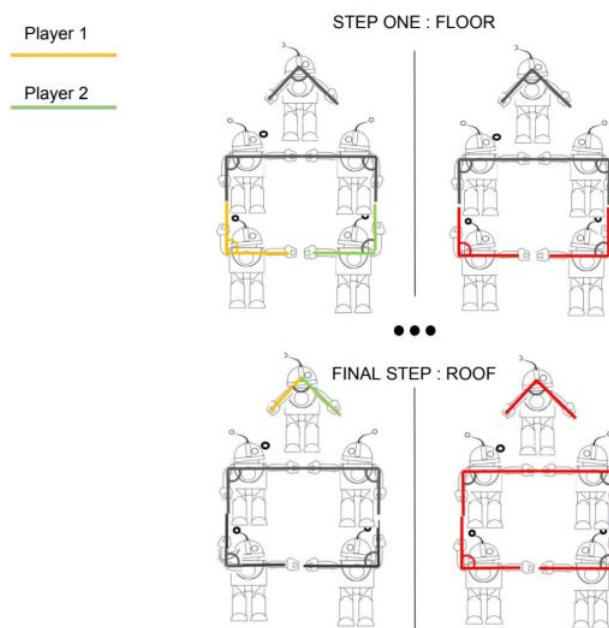 Player 1
Player 2
STEP ONE : FLOOR
FINAL STEP : ROOF